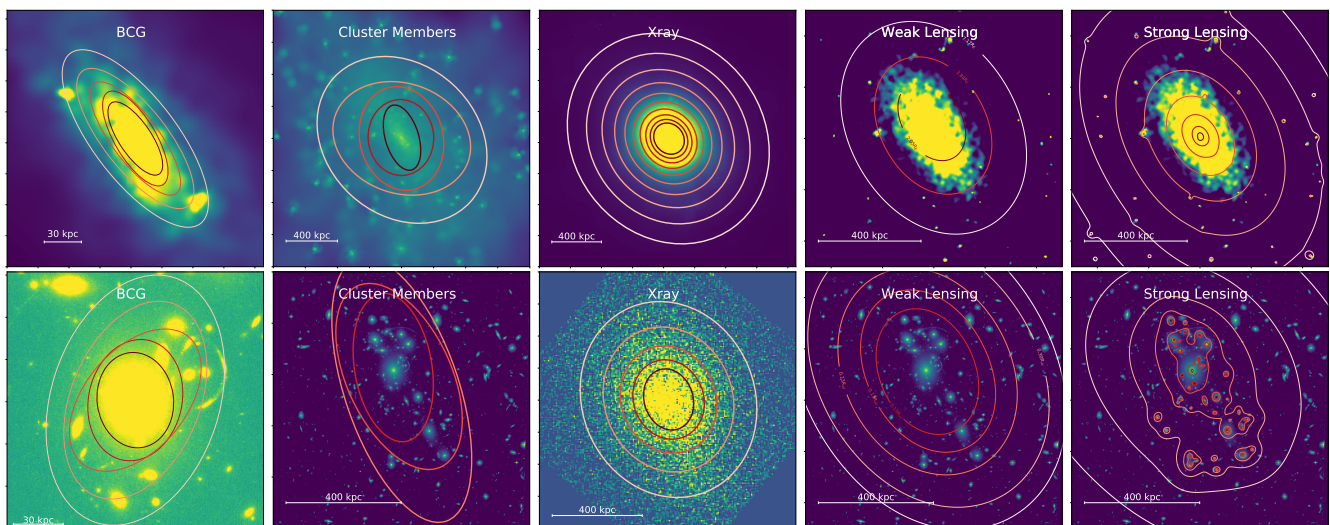 BCG
Cluster Members
Xray
Weak Lensing
Strong Lensing
30 kpc
400 kpc
400 kpc
400 kpc
400 kpc
BCG
Cluster Members
Xray
Weak Lensing
Strong Lensing
30 kpc
400 kpc
400 kpc
400 kpc
400 kpc